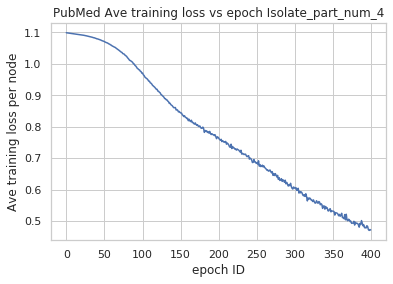 PubMed Ave training loss vs epoch Isolate_part_num_4
Ave training loss per node
1.1
1.0
0.9
0.8
0.7
0.6
0.5
0 50 100 150 200 250 300 350 400
epoch ID